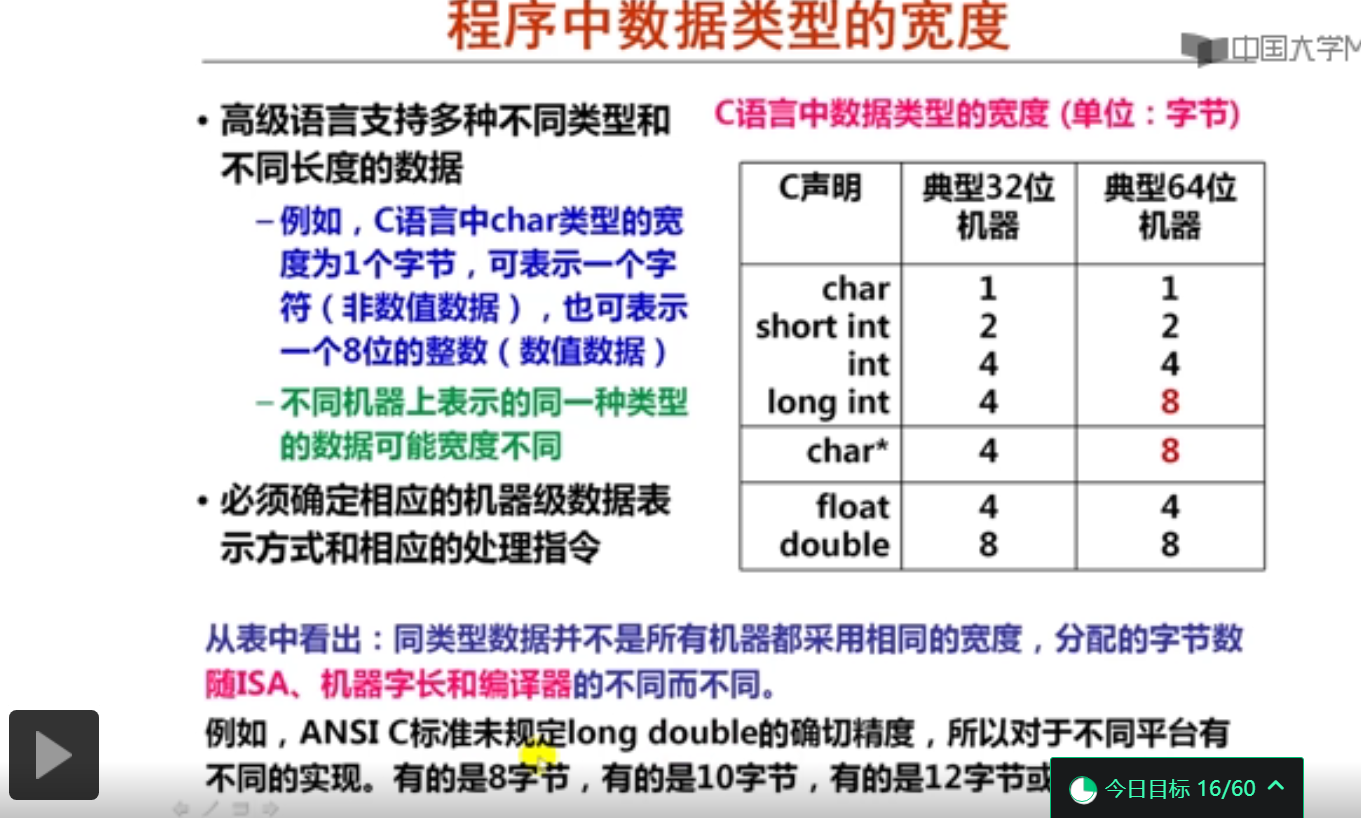 程序中数据类型的宽度
中国大学M
• 高级语言支持多种不同类型和
不同长度的数据
– 例如，C语言中char类型的宽
度为1个字节，可表示一个字
符（非数值数据），也可表示
一个8位的整数（数值数据）
– 不同机器上表示的同一种类型
的数据可能宽度不同
• 必须确定相应的机器级数据表
示方式和相应的处理指令
C语言中数据类型的宽度 (单位：字节)
C声明 典型32位 典型64位
机器 机器
char 1 1
short int 2 2
int 4 4
long int 4 8
char* 4 8
float 4 4
double 8 8
从表中看出：同类型数据并不是所有机器都采用相同的宽度，分配的字节数
随ISA、机器字长和编译器的不同而不同。
例如，ANSI C标准未规定long double的确切精度，所以对于不同平台有
不同的实现。有的是8字节，有的是10字节，有的是12字节或
今日目标 16/60